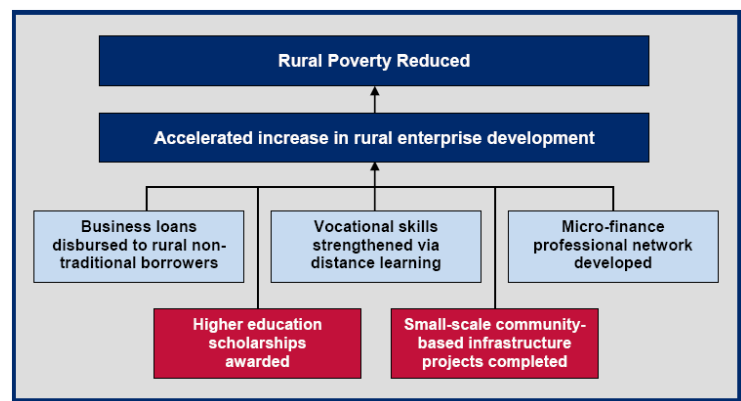 Rural Poverty Reduced
Accelerated increase in rural enterprise development
Business loans
disbursed to rural non-
traditional borrowers
Vocational skills
strengthened via
distance learning
Micro-finance
professional network
developed
Higher education
scholarships
awarded
Small-scale community-
based infrastructure
projects completed